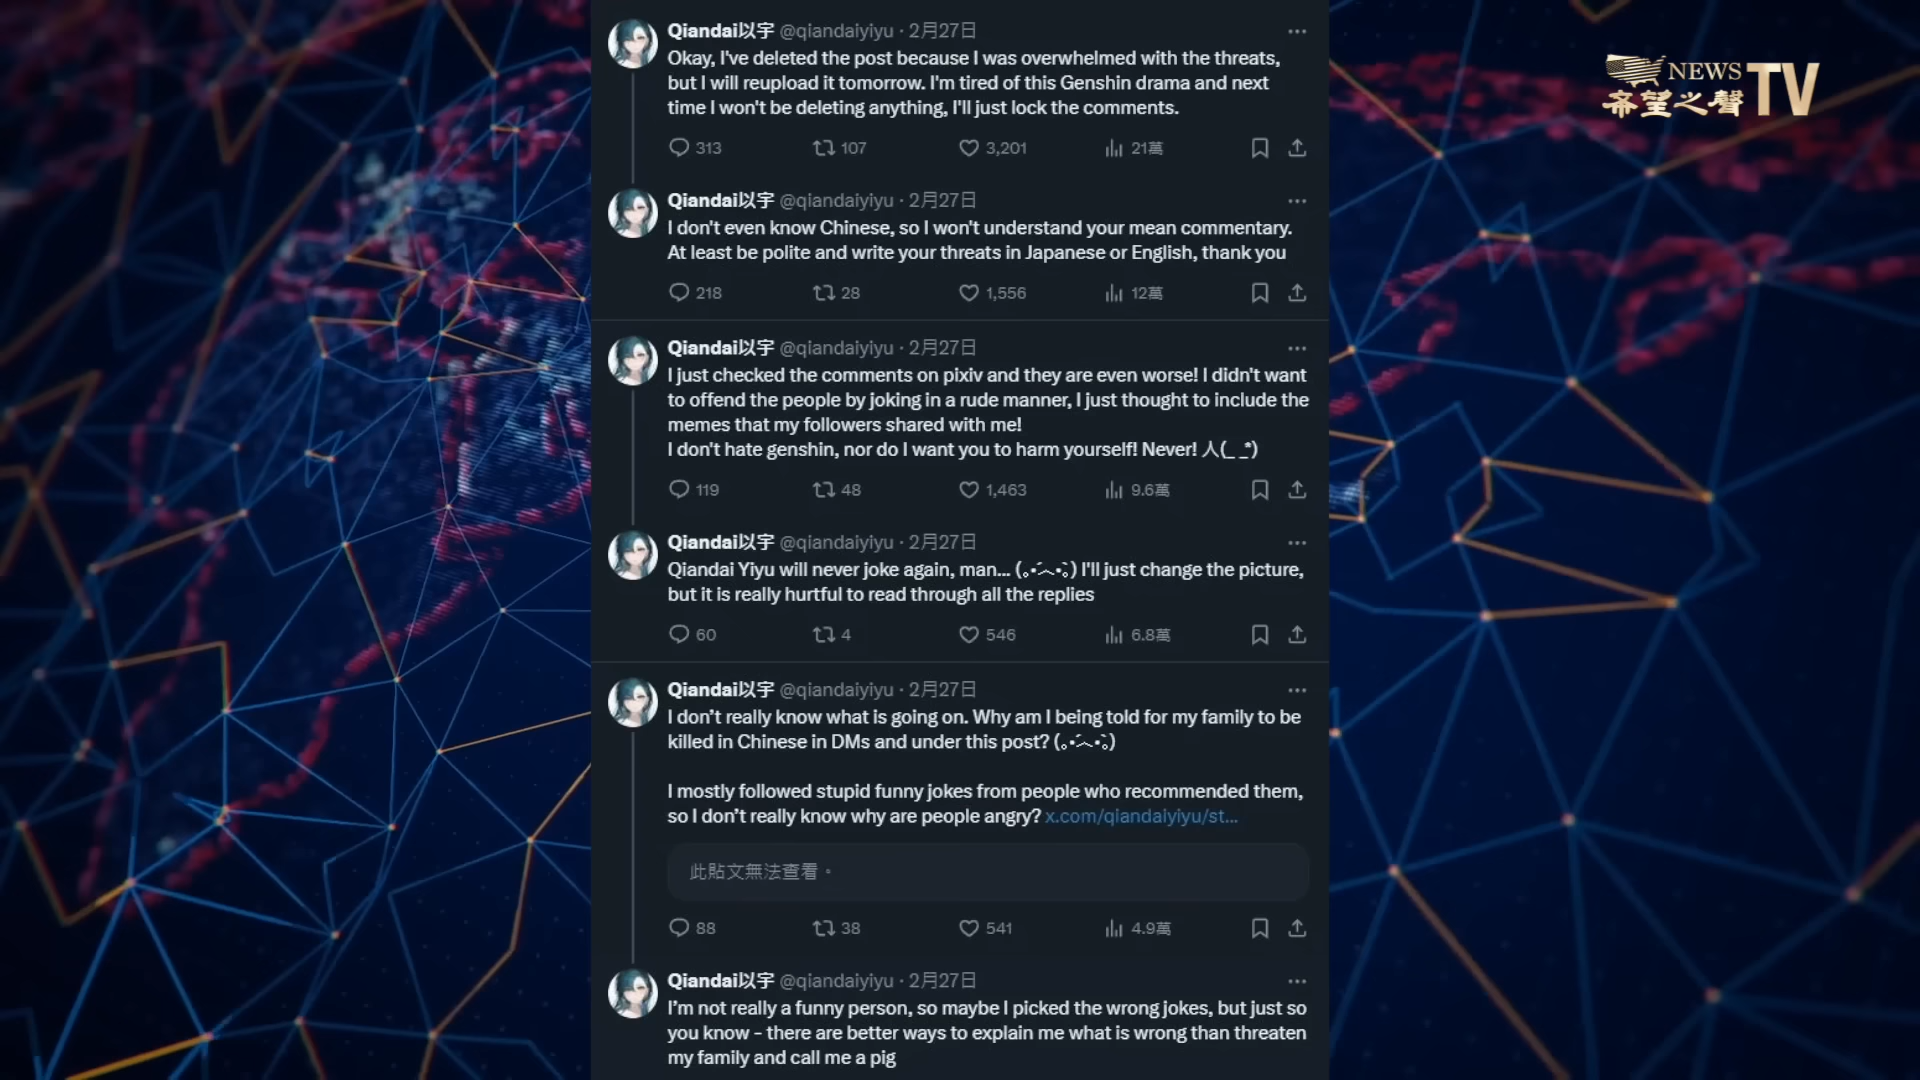 NEWS TV
希望之聲
Qiandai以宇 @qiandaiyiyu · 2月27日
Okay, I've deleted the post because I was overwhelmed with the threats,
but I will reupload it tomorrow. I'm tired of this Genshin drama and next
time I won't be deleting anything, I'll just lock the comments.
313 107 3,201 21萬
Qiandai以宇 @qiandaiyiyu · 2月27日
I don't even know Chinese, so I won't understand your mean commentary.
At least be polite and write your threats in Japanese or English, thank you
218 28 1,556 12萬
Qiandai以宇 @qiandaiyiyu · 2月27日
I just checked the comments on pixiv and they are even worse! I didn't want
to offend the people by joking in a rude manner, I just thought to include the
memes that my followers shared with me!
I don't hate genshin, nor do I want you to harm yourself! Never! 人(_ _*)
119 48 1,463 9.6萬
Qiandai以宇 @qiandaiyiyu · 2月27日
Qiandai Yiyu will never joke again, man... (｡•́︿•̀｡) I'll just change the picture,
but it is really hurtful to read through all the replies
60 4 546 6.8萬
Qiandai以宇 @qiandaiyiyu · 2月27日
I don’t really know what is going on. Why am I being told for my family to be
killed in Chinese in DMs and under this post? (｡•́︿•̀｡)
I mostly followed stupid funny jokes from people who recommended them,
so I don’t really know why are people angry? x.com/qiandaiyiyu/st...
此貼文無法查看。
88 38 541 4.9萬
Qiandai以宇 @qiandaiyiyu · 2月27日
I’m not really a funny person, so maybe I picked the wrong jokes, but just so
you know - there are better ways to explain me what is wrong than threaten
my family and call me a pig